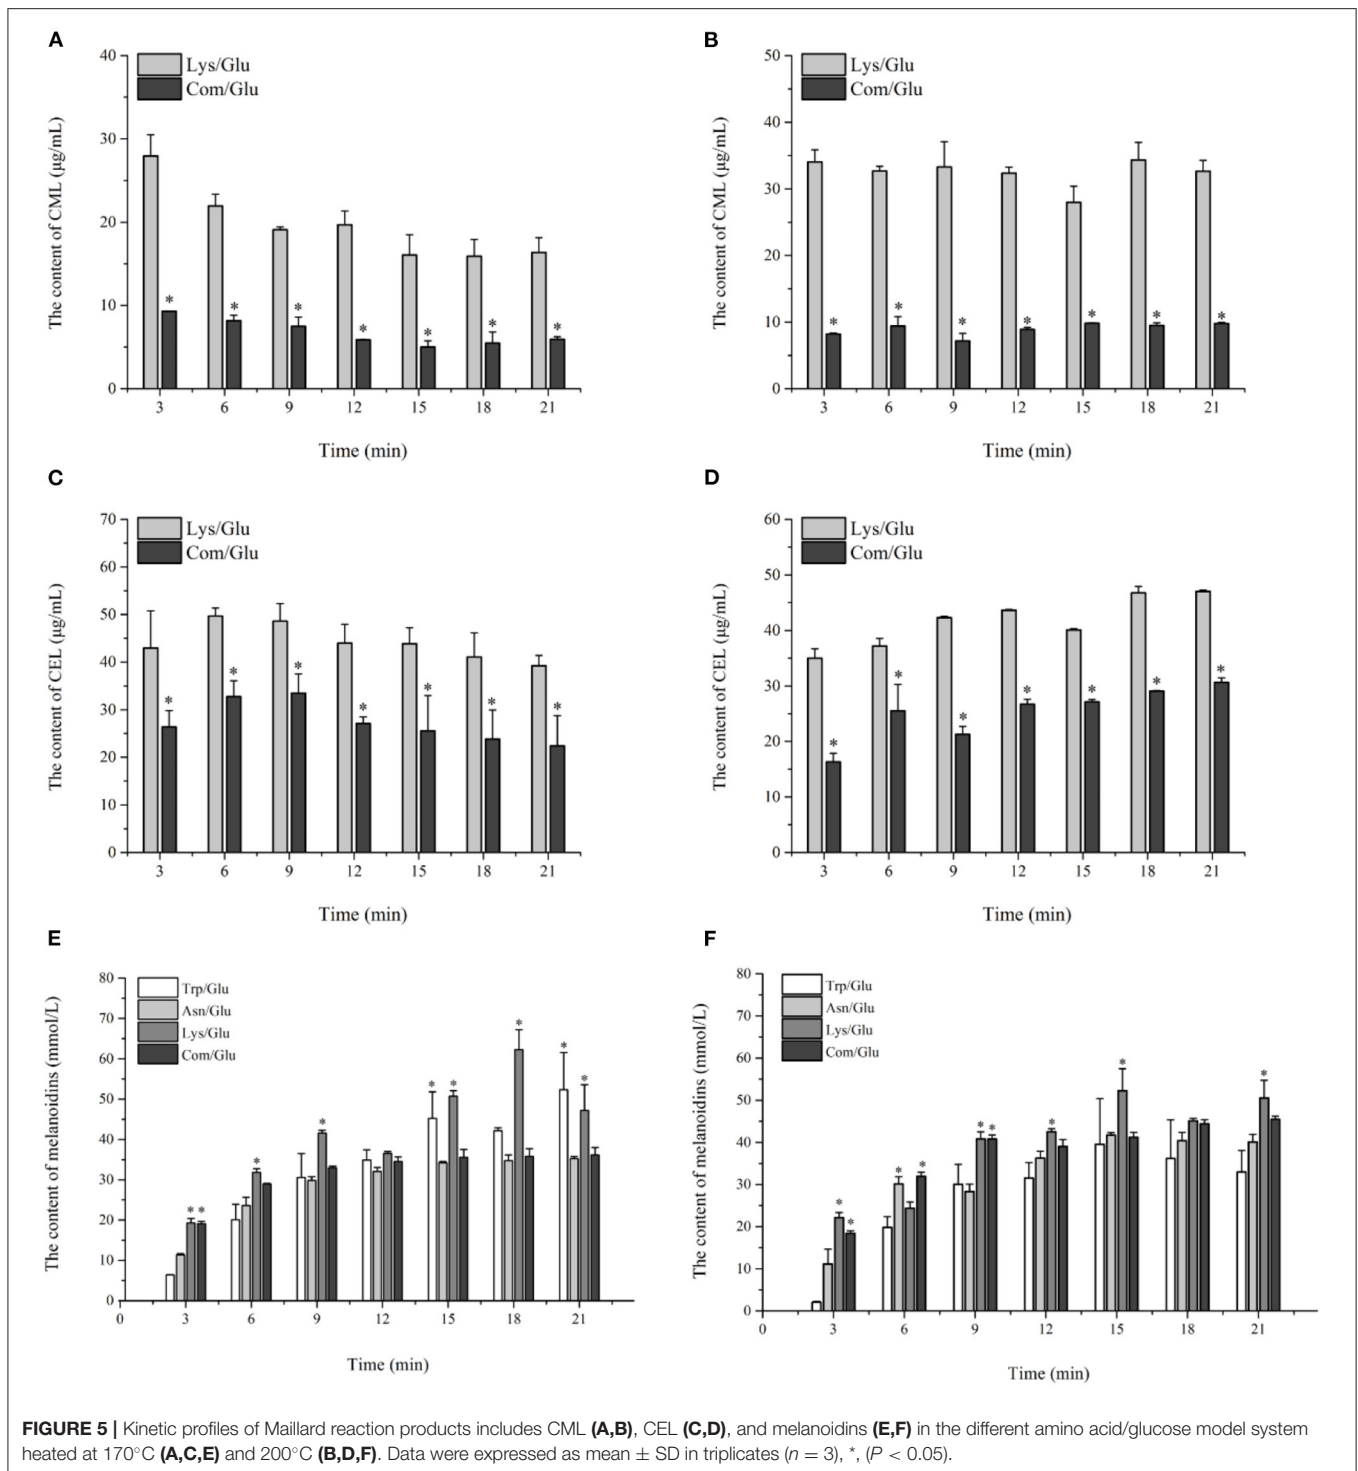 A
Lys/Glu
Com/Glu
The content of CML (μg/mL)
40
30
20
10
0
* * * * * * *
3 6 9 12 15 18 21
Time (min)
B
Lys/Glu
Com/Glu
The content of CML (μg/mL)
50
40
30
20
10
0
* * * * * * *
3 6 9 12 15 18 21
Time (min)
C
Lys/Glu
Com/Glu
The content of CEL (μg/mL)
70
60
50
40
30
20
10
0
* * * * * * *
3 6 9 12 15 18 21
Time (min)
D
Lys/Glu
Com/Glu
The content of CEL (μg/mL)
60
50
40
30
20
10
0
* * * * * * *
3 6 9 12 15 18 21
Time (min)
E
Trp/Glu
Asn/Glu
Lys/Glu
Com/Glu
The content of melanoidins (mmol/L)
80
70
60
50
40
30
20
10
0
* * * * * * * * *
0 3 6 9 12 15 18 21
Time (min)
F
Trp/Glu
Asn/Glu
Lys/Glu
Com/Glu
The content of melanoidins (mmol/L)
80
70
60
50
40
30
20
10
0
* * * * * * * * *
0 3 6 9 12 15 18 21
Time (min)
FIGURE 5 | Kinetic profiles of Maillard reaction products includes CML (A,B), CEL (C,D), and melanoidins (E,F) in the different amino acid/glucose model system
heated at 170°C (A,C,E) and 200°C (B,D,F). Data were expressed as mean ± SD in triplicates (n = 3), *, (P < 0.05).